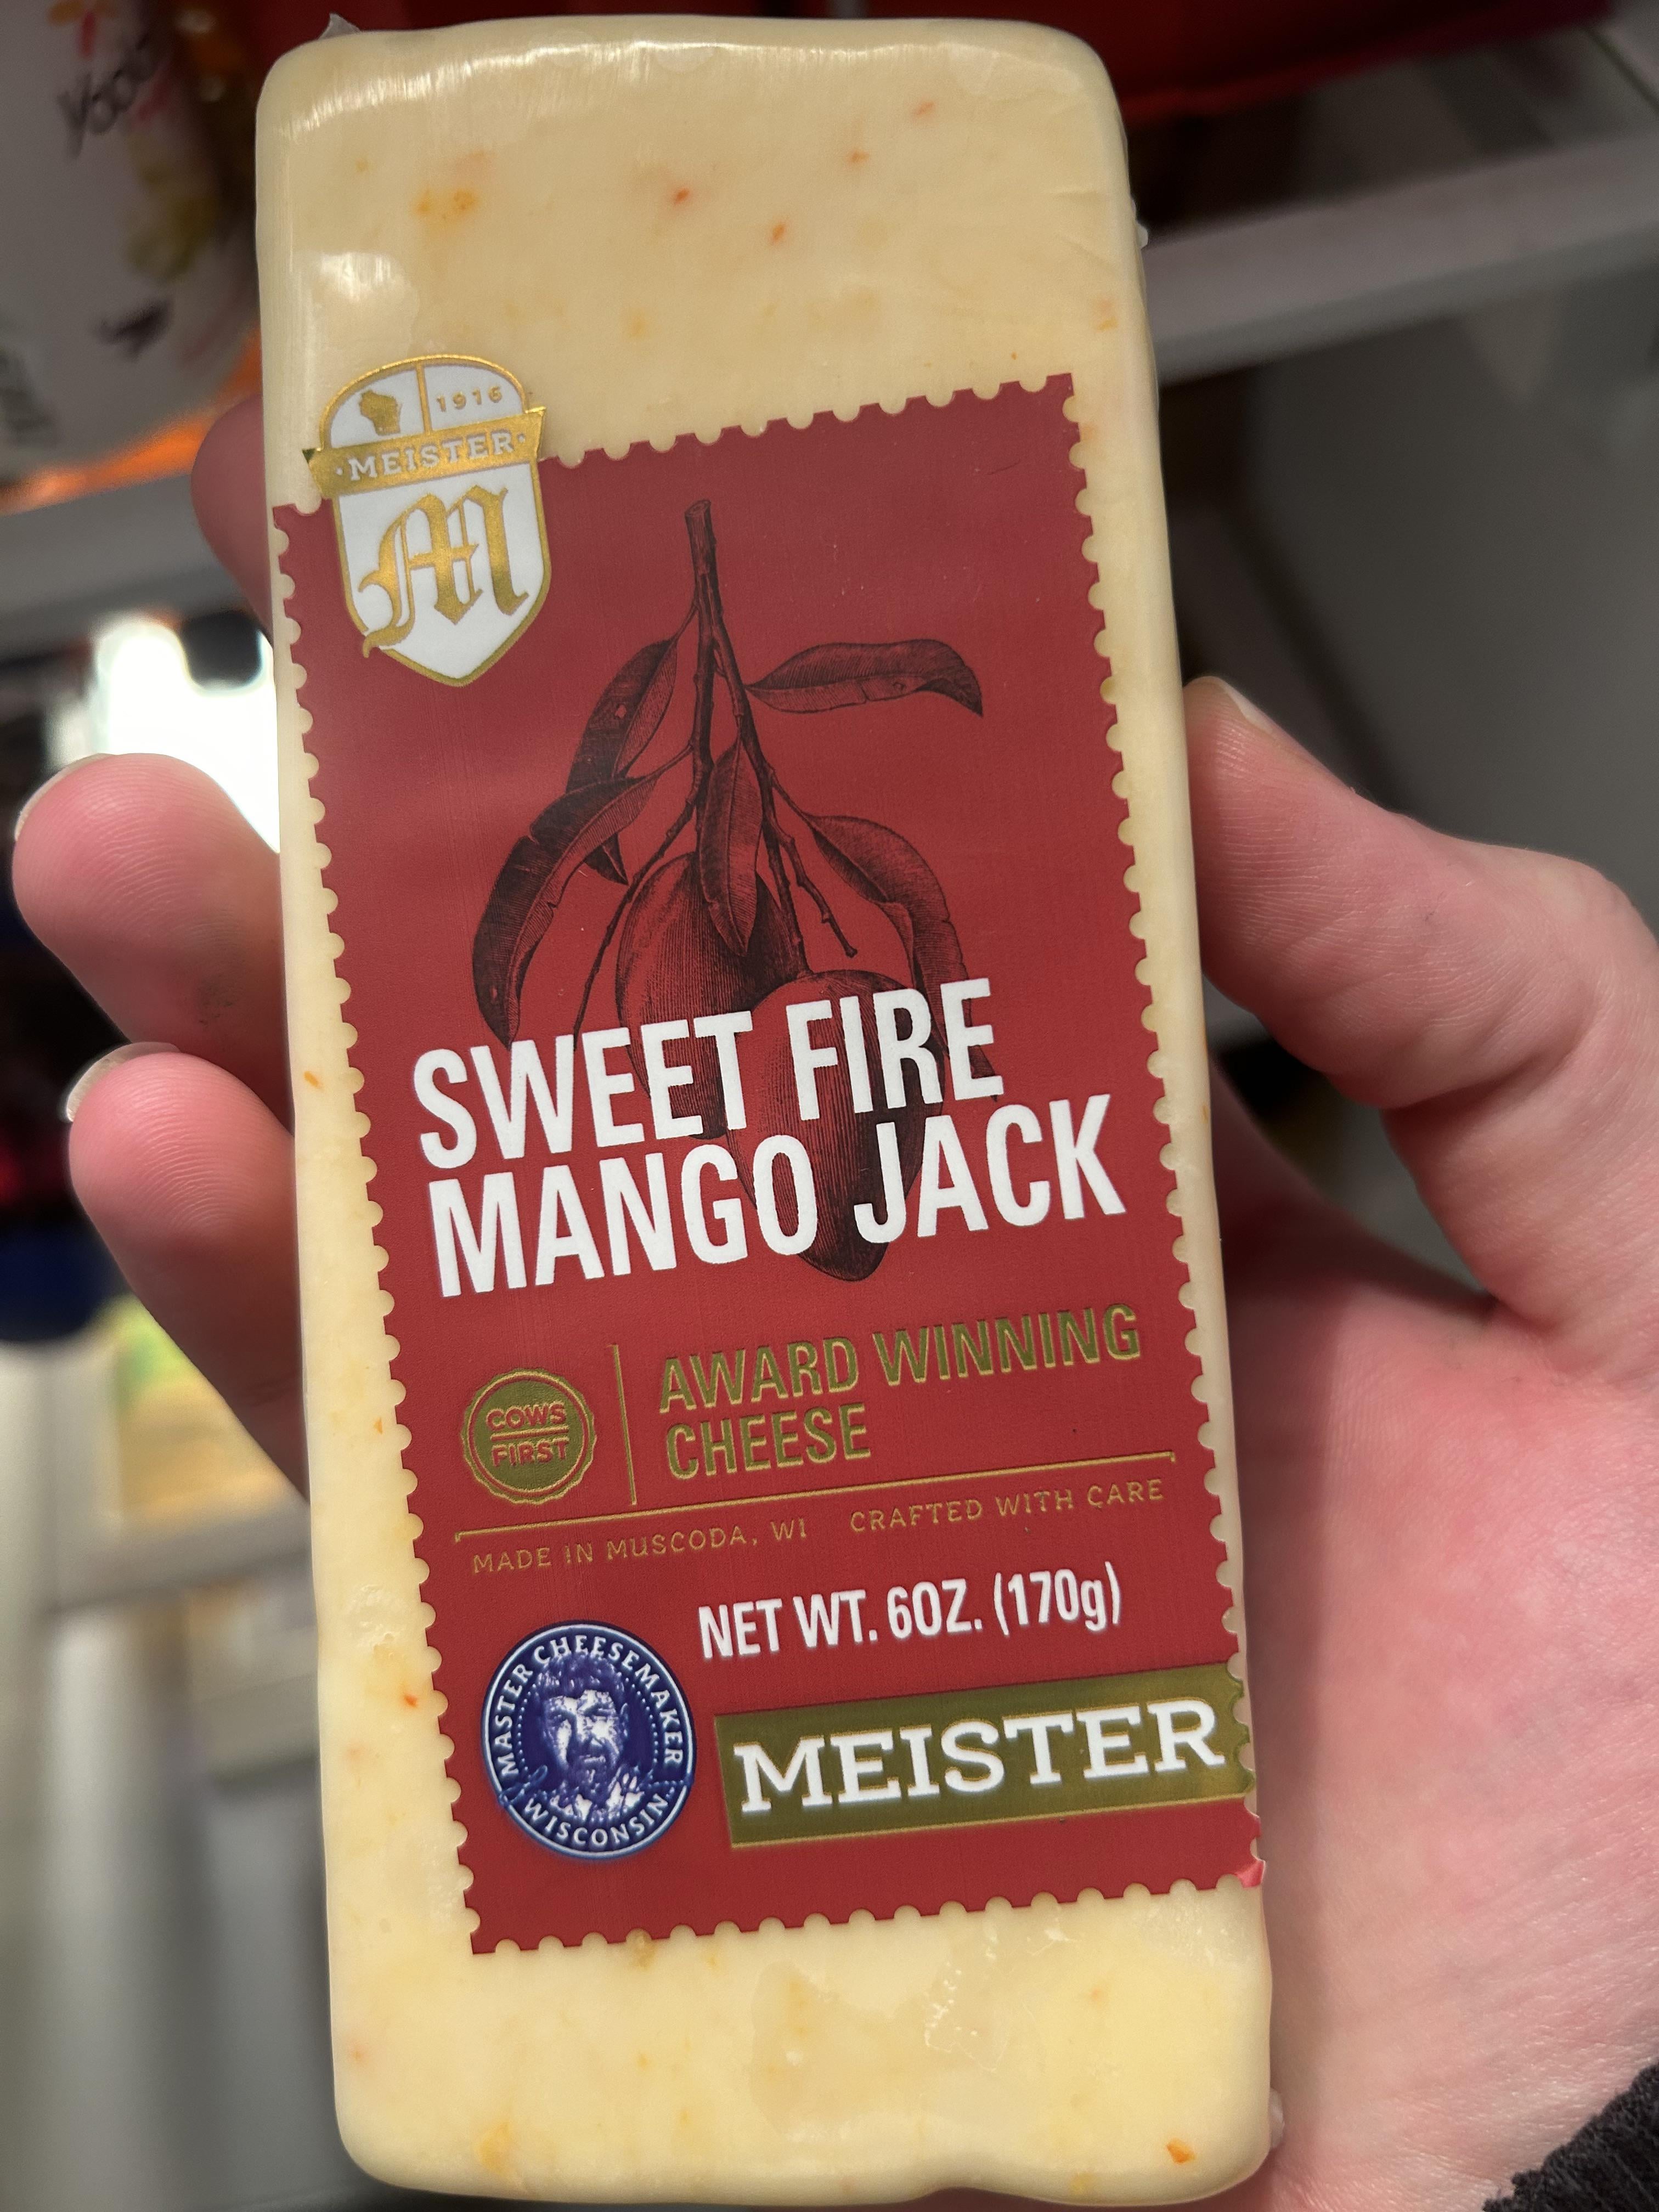 1916
MEISTER
M
SWEET FIRE
MANGO JACK
COWS
FIRST
AWARD WINNING
CHEESE
MADE IN MUSCODA, WI CRAFTED WITH CARE
NET WT. 6OZ. (170g)
MASTER CHEESEMAKER
WISCONSIN
MEISTER